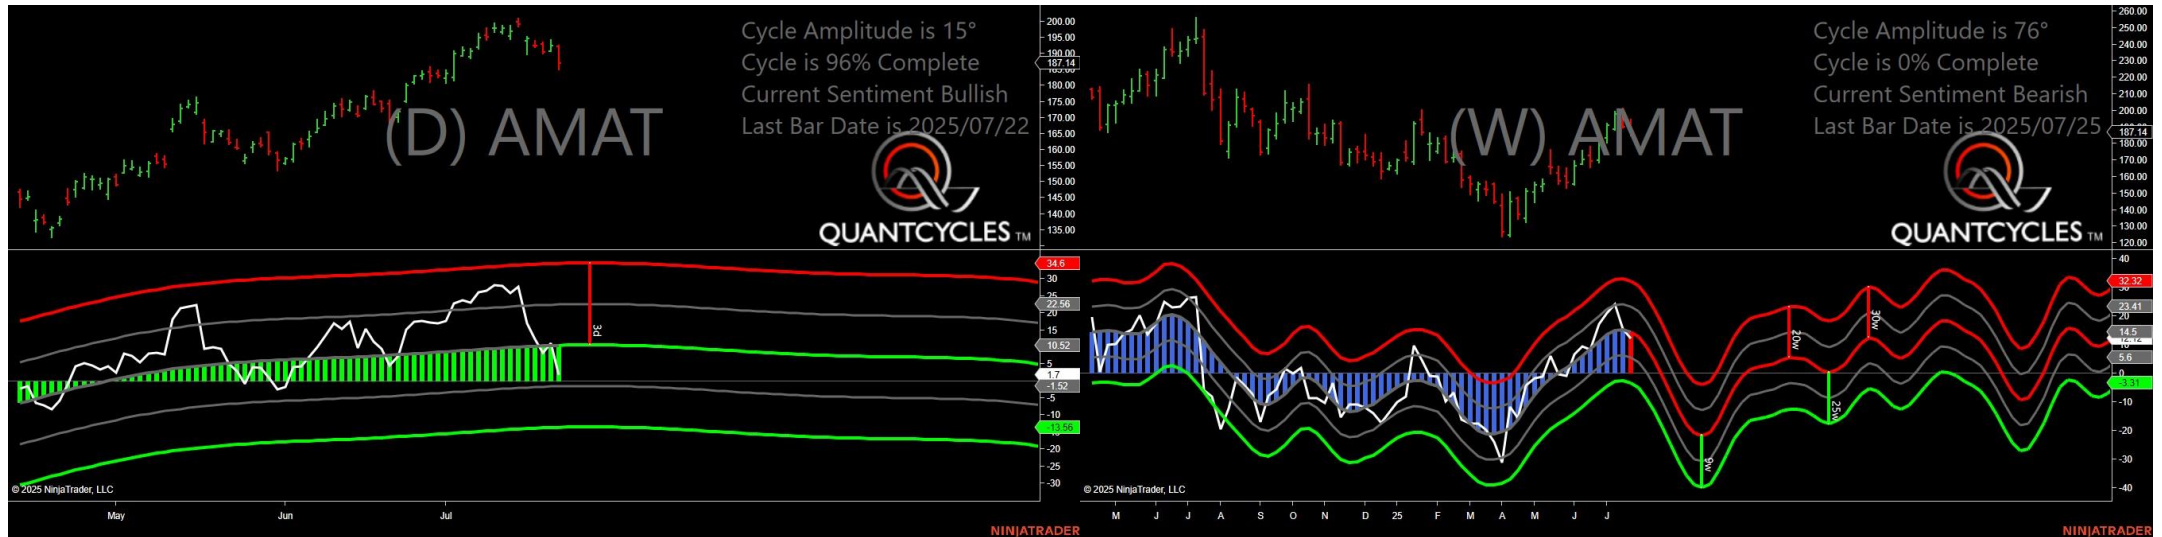 Cycle Amplitude is 15°
Cycle is 96% Complete
Current Sentiment Bullish
Last Bar Date is 2025/07/22
(D) AMAT
QUANTCYCLES TM
200.00
195.00
190.00
187.14
180.00
175.00
170.00
165.00
160.00
155.00
150.00
145.00
140.00
135.00
34.6
30
25
22.56
20
15
10.52
5
1.7
-1.52
-5
-10
-13.56
-20
-25
-30
3d
© 2025 NinjaTrader, LLC
May
Jun
Jul
NINJATRADER
Cycle Amplitude is 76°
Cycle is 0% Complete
Current Sentiment Bearish
Last Bar Date is 2025/07/25
(W) AMAT
QUANTCYCLES TM
260.00
250.00
240.00
230.00
220.00
210.00
200.00
187.14
180.00
170.00
160.00
150.00
140.00
130.00
120.00
40
32.32
23.41
20
14.5
12.12
5.6
0
-3.31
-10
-20
-30
-40
9w
20w
25w
30w
© 2025 NinjaTrader, LLC
M
J
J
A
S
O
N
D
25
F
M
A
M
J
J
NINJATRADER